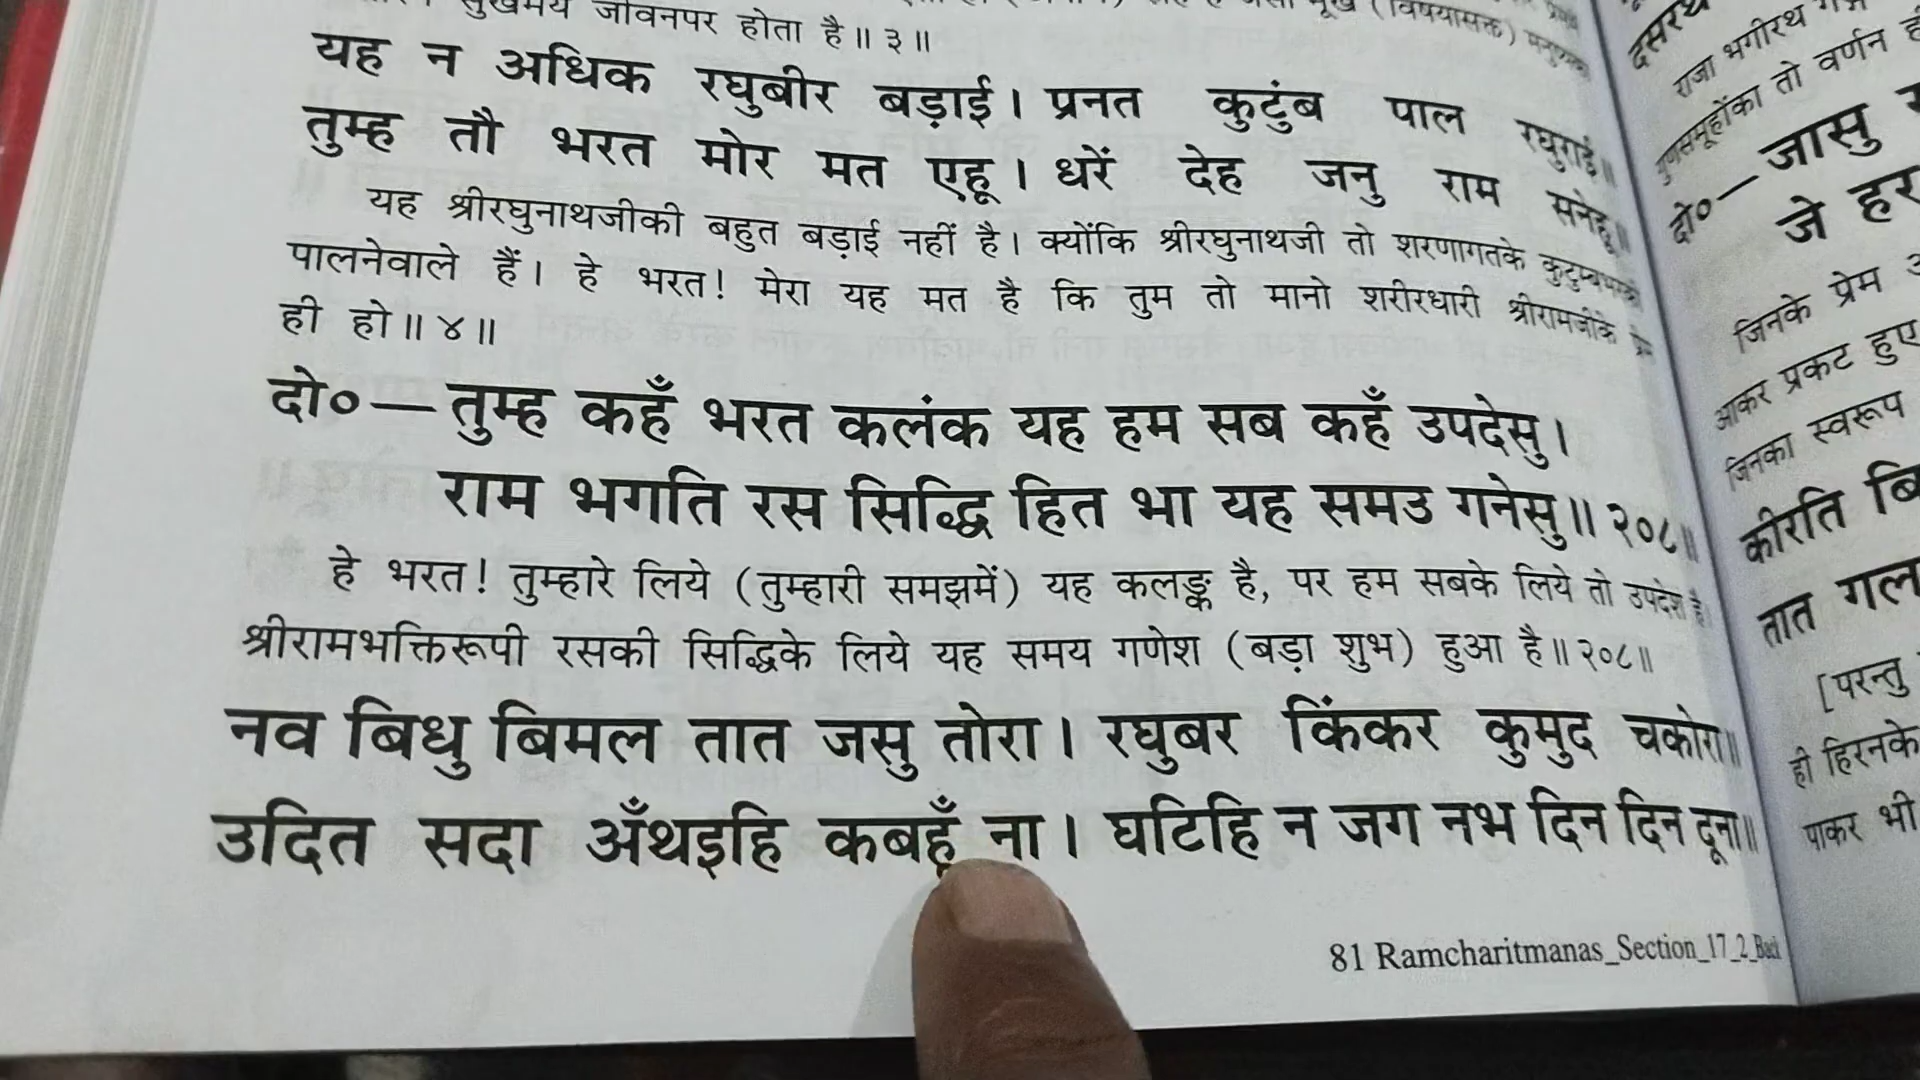 सुखमय जीवनपर होता है॥ ३॥
यह न अधिक रघुबीर बड़ाई। प्रनत कुटुंब पाल रघुराई॥
तुम्ह तौ भरत मोर मत एहू। धरें देह जनु राम सनेहू॥
यह श्रीरघुनाथजीकी बहुत बड़ाई नहीं है। क्योंकि श्रीरघुनाथजी तो शरणागतके कुटुम्बभरको
पालनेवाले हैं। हे भरत! मेरा यह मत है कि तुम तो मानो शरीरधारी श्रीरामजीके प्रेम
ही हो॥ ४॥
दो०—तुम्ह कहँ भरत कलंक यह हम सब कहँ उपदेसु।
राम भगति रस सिद्धि हित भा यह समउ गनेसु॥ २०८॥
हे भरत! तुम्हारे लिये (तुम्हारी समझमें) यह कलङ्क है, पर हम सबके लिये तो उपदेश है।
श्रीरामभक्तिरूपी रसकी सिद्धिके लिये यह समय गणेश (बड़ा शुभ) हुआ है॥ २०८॥
नव बिधु बिमल तात जसु तोरा। रघुबर किंकर कुमुद चकोरा॥
उदित सदा अँथइहि कबहूँ ना। घटिहि न जग नभ दिन दिन दूना॥
81 Ramcharitmanas_Section_17_2_Back
राजा भगीरथ
गुणसमूहोंका तो वर्णन
दो०—जासु
जे हर
जिनके प्रेम
आकर प्रकट हुए
जिनका स्वरूप
कीरति
तात
[परन्तु
ही हिरनके
पाकर भी